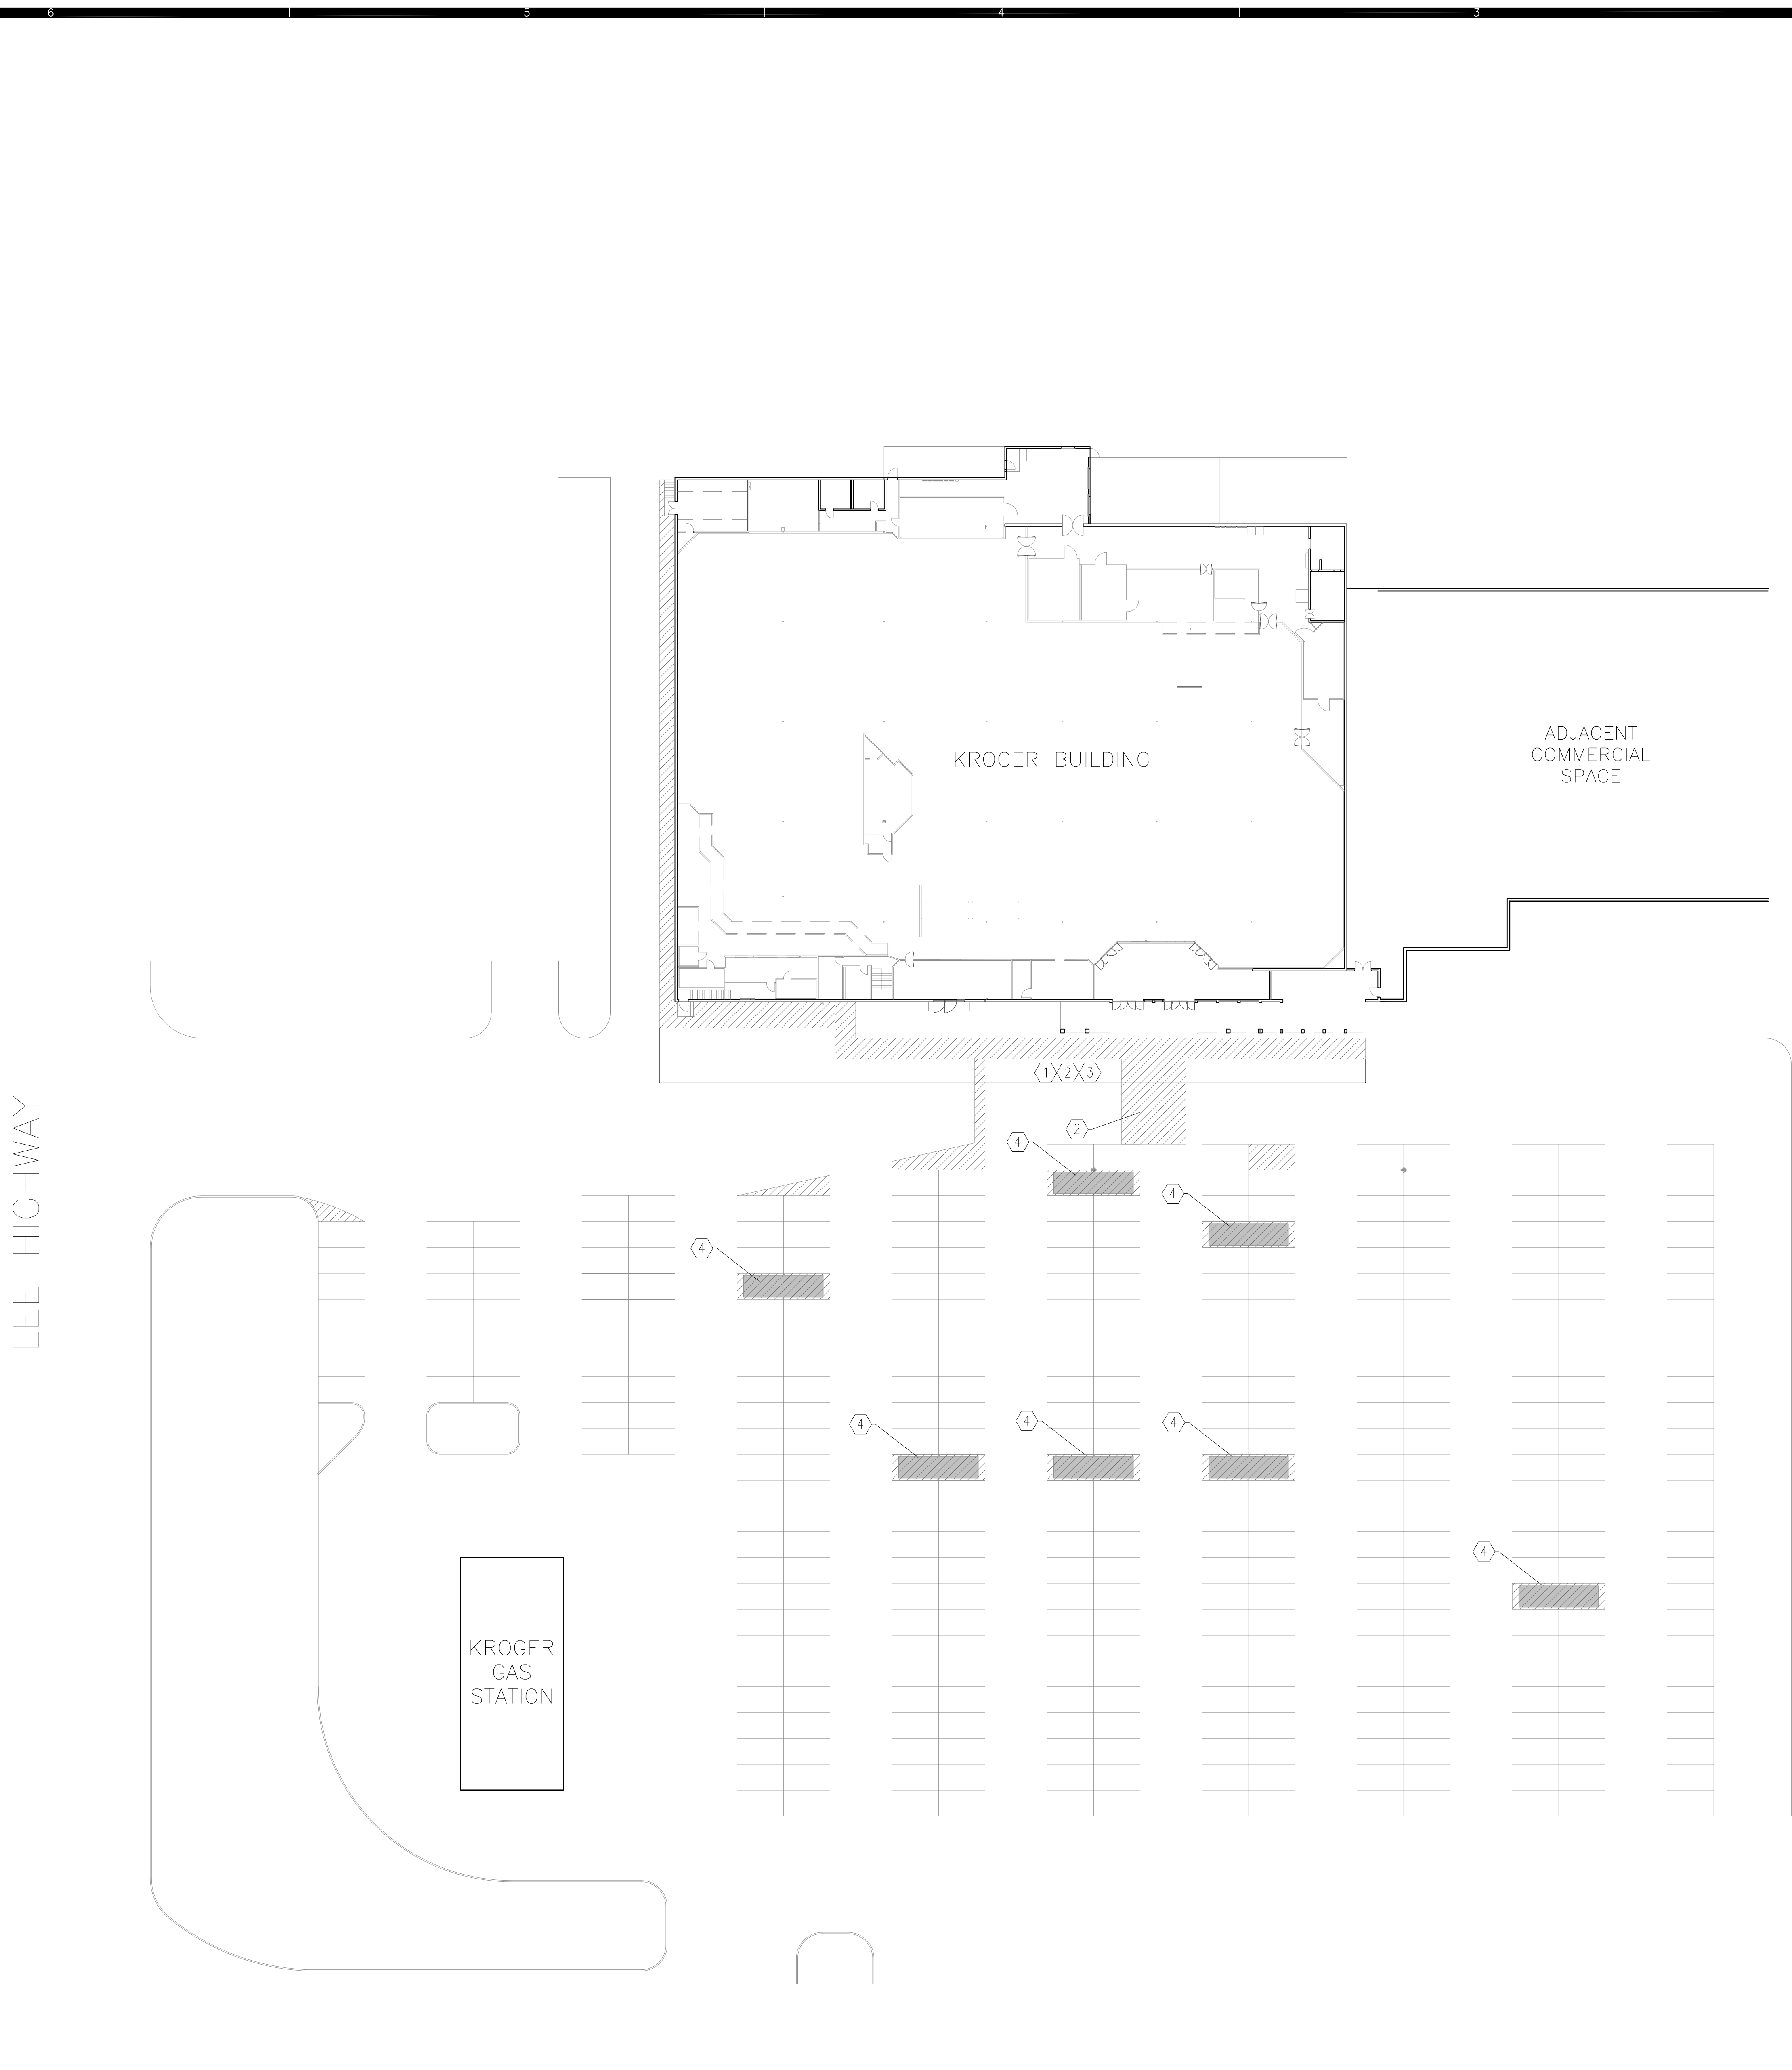 6 5 4 3
KROGER BUILDING
ADJACENT
COMMERCIAL
SPACE
1 2 3
2
4
4
4
4
4
4
4
LEE HIGHWAY
KROGER
GAS
STATION